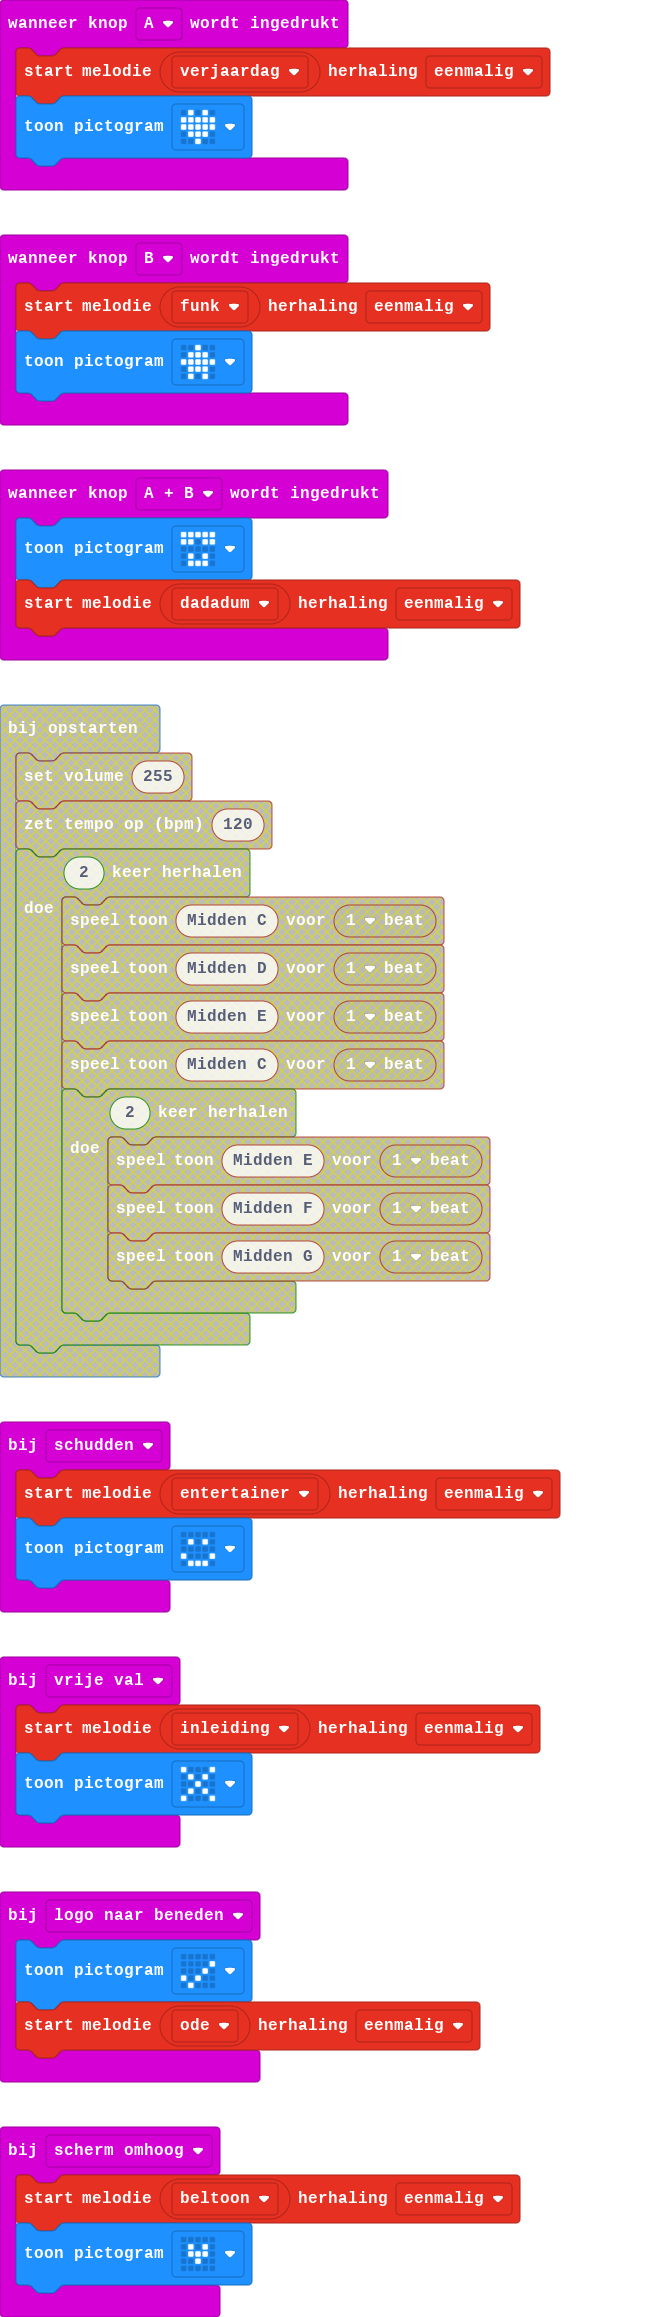 wanneer knop A wordt ingedrukt
start melodie verjaardag herhaling eenmalig
toon pictogram
wanneer knop B wordt ingedrukt
start melodie funk herhaling eenmalig
toon pictogram
wanneer knop A + B wordt ingedrukt
toon pictogram
start melodie dadadum herhaling eenmalig
bij opstarten
set volume 255
zet tempo op (bpm) 120
2 keer herhalen
doe
speel toon Midden C voor 1 beat
speel toon Midden D voor 1 beat
speel toon Midden E voor 1 beat
speel toon Midden C voor 1 beat
2 keer herhalen
doe
speel toon Midden E voor 1 beat
speel toon Midden F voor 1 beat
speel toon Midden G voor 1 beat
bij schudden
start melodie entertainer herhaling eenmalig
toon pictogram
bij vrije val
start melodie inleiding herhaling eenmalig
toon pictogram
bij logo naar beneden
toon pictogram
start melodie ode herhaling eenmalig
bij scherm omhoog
start melodie beltoon herhaling eenmalig
toon pictogram